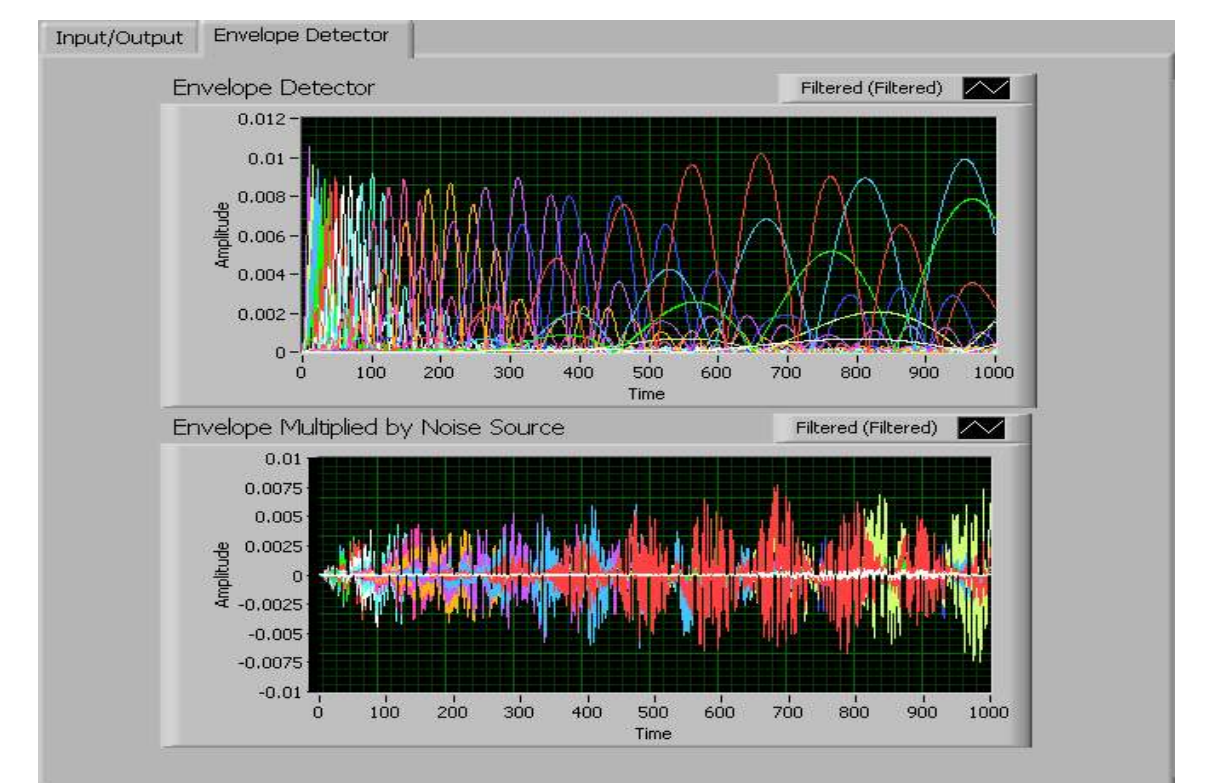 Input/Output Envelope Detector
Envelope Detector
Filtered (Filtered)
0.012
0.01
0.008
0.006
0.004
0.002
0
Amplitude
0 100 200 300 400 500 600 700 800 900 1000
Time
Envelope Multiplied by Noise Source
Filtered (Filtered)
0.01
0.0075
0.005
0.0025
0
-0.0025
-0.005
-0.0075
-0.01
Amplitude
0 100 200 300 400 500 600 700 800 900 1000
Time